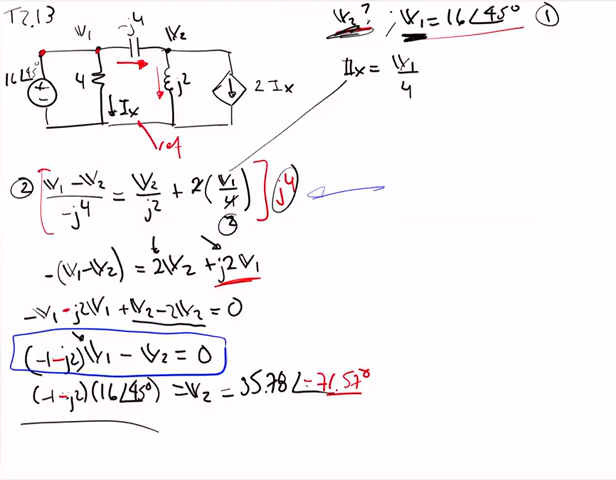 T2.13
V₁
-j4
V₂
16∠45°
4
Ix
j2
2Ix
ref
V₂? ; V₁ = 16∠45° ①
Ix = V₁/4
② [(V₁-V₂)/(-j4) = V₂/j2 + 2(V₁/4)] j4
2
-(V₁-V₂) = 2V₂ + j2V₁
-V₁-j2V₁ + V₂-2V₂ = 0
(-1-j2)V₁ - V₂ = 0
(-1-j2)(16∠45°) = V₂ = 35.78∠-71.57°